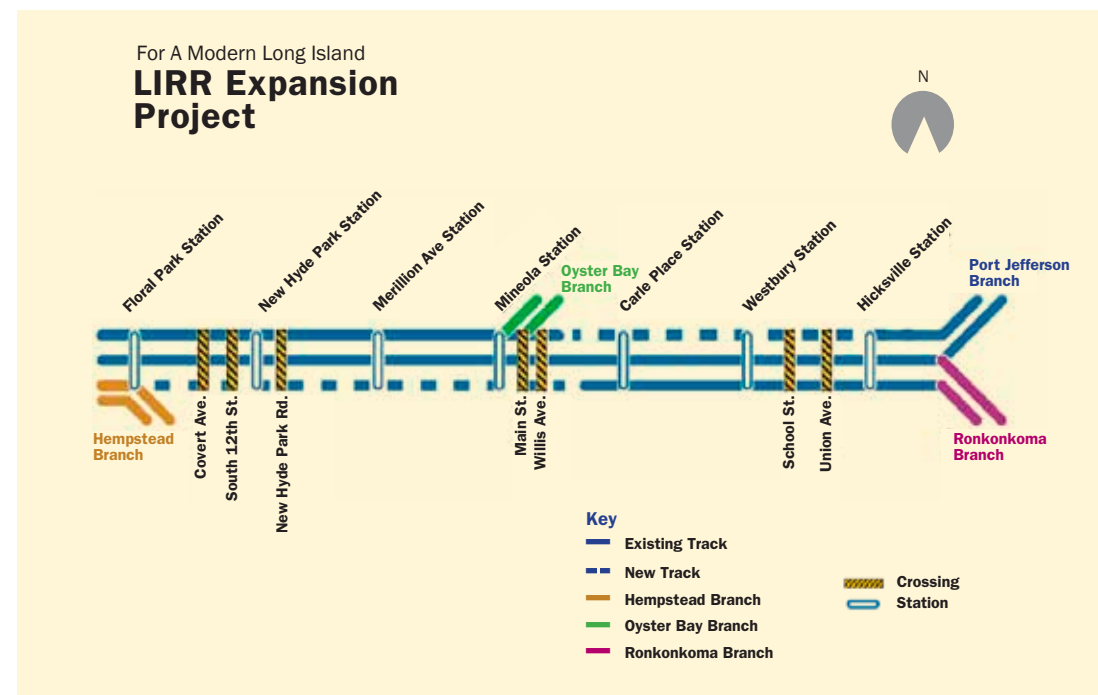 For A Modern Long Island
LIRR Expansion
Project
N
Floral Park Station
New Hyde Park Station
Merillion Ave Station
Mineola Station
Oyster Bay
Branch
Carle Place Station
Westbury Station
Hicksville Station
Port Jefferson
Branch
Hempstead
Branch
Covert Ave.
South 12th St.
New Hyde Park Rd.
Main St.
Willis Ave.
School St.
Union Ave.
Ronkonkoma
Branch
Key
Existing Track
New Track
Hempstead Branch
Oyster Bay Branch
Ronkonkoma Branch
Crossing
Station